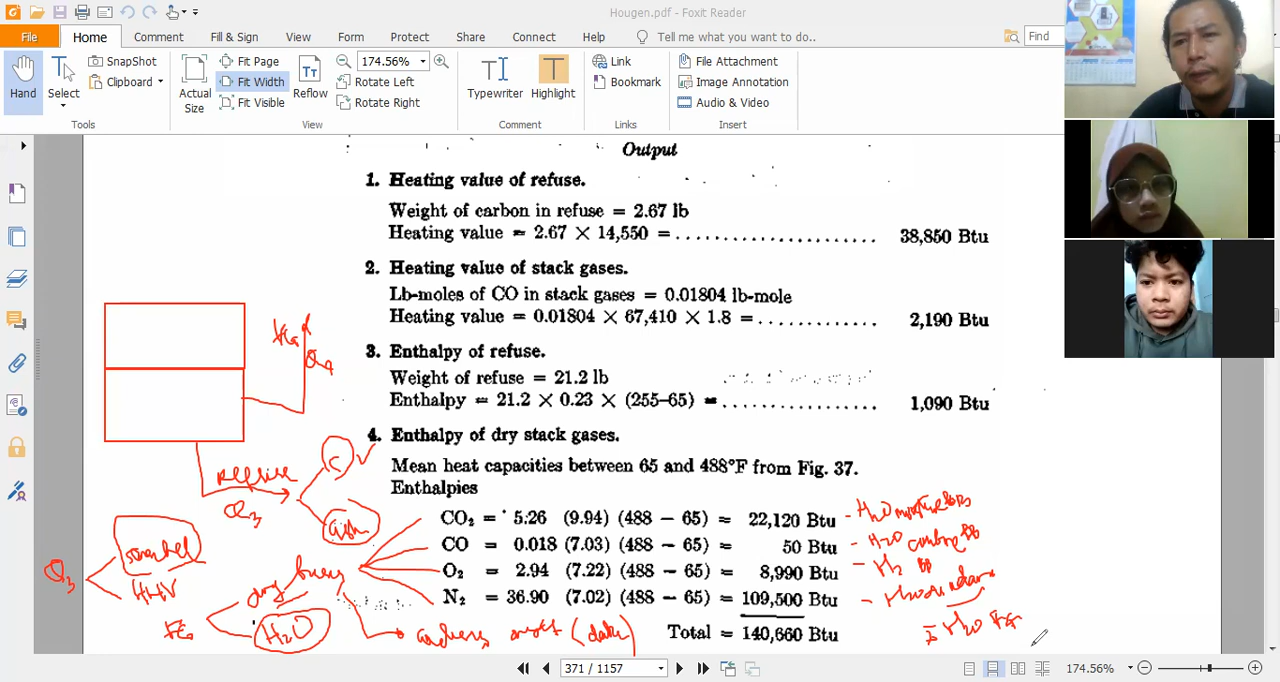 Hougen.pdf - Foxit Reader
File Home Comment Fill & Sign View Form Protect Share Connect Help Tell me what you want to do.. Find
Hand
Select
SnapShot
Clipboard
Actual Size
Fit Page
Fit Width
Fit Visible
Reflow
174.56%
Rotate Left
Rotate Right
Typewriter
Highlight
Link
Bookmark
File Attachment
Image Annotation
Audio & Video
Tools View Comment Links Insert
Output
1. Heating value of refuse.
Weight of carbon in refuse = 2.67 lb
Heating value = 2.67 × 14,550 = ..................... 38,850 Btu
2. Heating value of stack gases.
Lb-moles of CO in stack gases = 0.01804 lb-mole
Heating value = 0.01804 × 67,410 × 1.8 = ............ 2,190 Btu
3. Enthalpy of refuse.
Weight of refuse = 21.2 lb
Enthalpy = 21.2 × 0.23 × (255-65) = ................ 1,090 Btu
4. Enthalpy of dry stack gases.
Mean heat capacities between 65 and 488°F from Fig. 37.
Enthalpies
CO₂ = 5.26 (9.94) (488 − 65) = 22,120 Btu
CO = 0.018 (7.03) (488 − 65) = 50 Btu
O₂ = 2.94 (7.22) (488 − 65) = 8,990 Btu
N₂ = 36.90 (7.02) (488 − 65) = 109,500 Btu
Total = 140,660 Btu
refuse
Q3
C
ash
Q3
HHV
H₂O
371 / 1157
174.56%